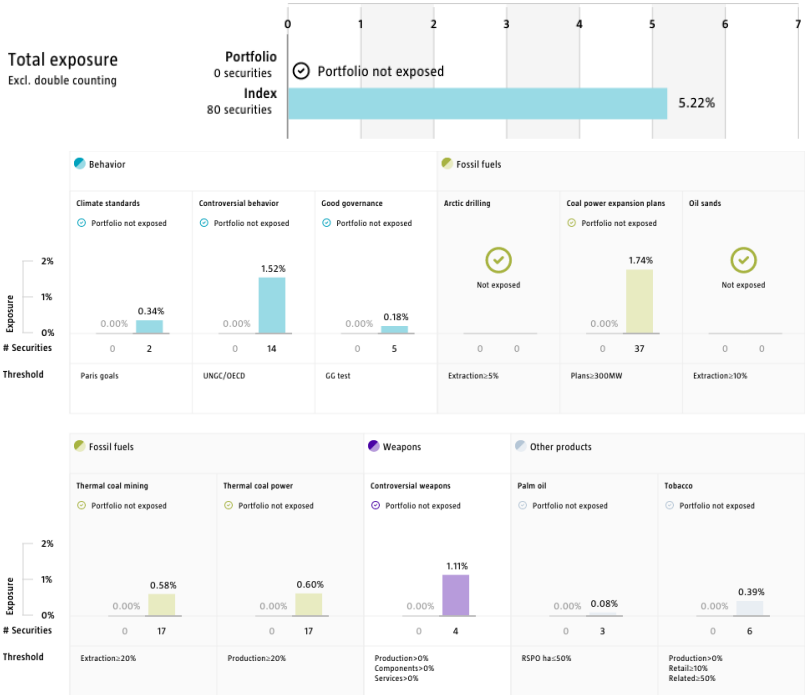 0 1 2 3 4 5 6 7
Total exposure
Excl. double counting
Portfolio
0 securities
Portfolio not exposed
Index
80 securities
5.22%
Behavior
Fossil fuels
Climate standards
Controversial behavior
Good governance
Arctic drilling
Coal power expansion plans
Oil sands
Portfolio not exposed
Portfolio not exposed
Portfolio not exposed
Portfolio not exposed
Exposure
2%
1%
0%
0.00% 0.34%
0.00% 1.52%
0.00% 0.18%
Not exposed
0.00% 1.74%
Not exposed
# Securities
0 2
0 14
0 5
0 0
0 37
0 0
Threshold
Paris goals
UNGC/OECD
GG test
Extraction≥5%
Plans≥300MW
Extraction≥10%
Fossil fuels
Weapons
Other products
Thermal coal mining
Thermal coal power
Controversial weapons
Palm oil
Tobacco
Portfolio not exposed
Portfolio not exposed
Portfolio not exposed
Portfolio not exposed
Portfolio not exposed
Exposure
2%
1%
0%
0.00% 0.58%
0.00% 0.60%
0.00% 1.11%
0.00% 0.08%
0.00% 0.39%
# Securities
0 17
0 17
0 4
0 3
0 6
Threshold
Extraction≥20%
Production≥20%
Production>0%
Components>0%
Services>0%
RSPO ha≤50%
Production>0%
Retail≥10%
Related≥50%